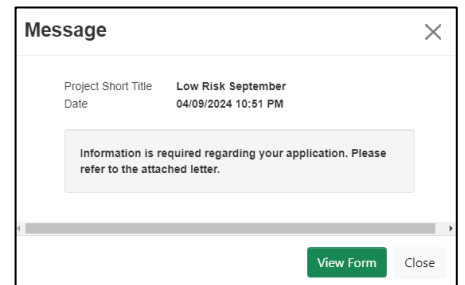 Message
Project Short Title Low Risk September
Date 04/09/2024 10:51 PM
Information is required regarding your application. Please
refer to the attached letter.
View Form Close